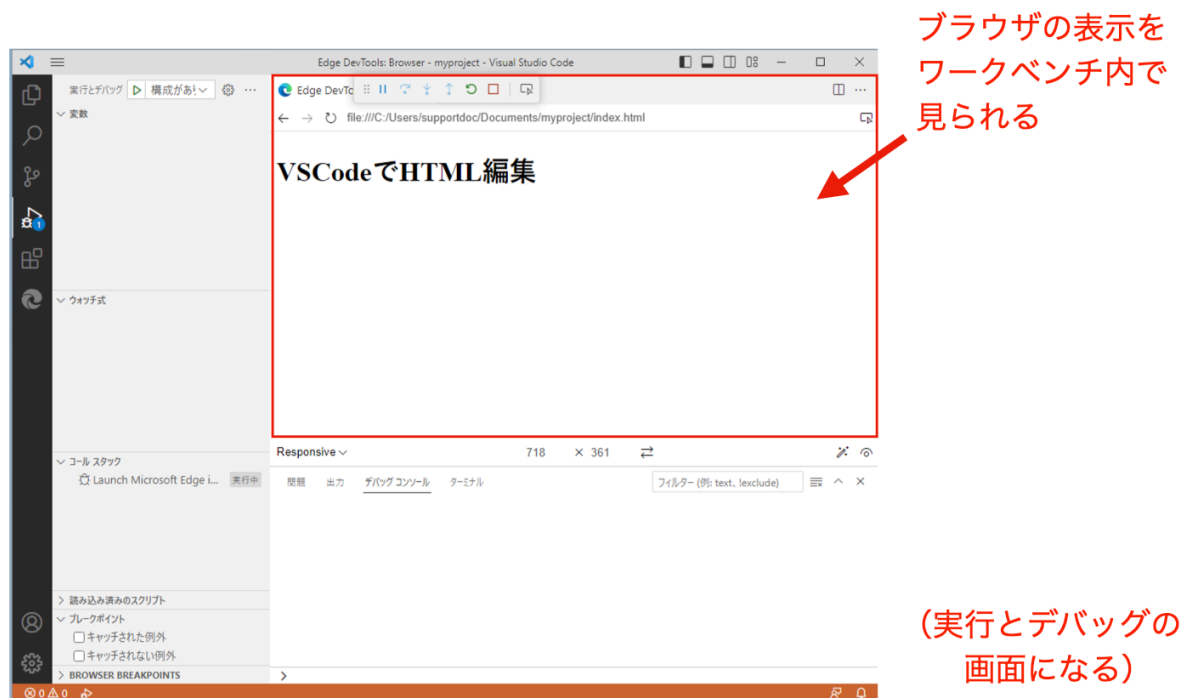 ブラウザの表示を
ワークベンチ内で
見られる
Edge DevTools: Browser - myproject - Visual Studio Code
実行とデバッグ
Edge DevTc
file:///C:/Users/supportdoc/Documents/myproject/index.html
変数
VSCodeでHTML編集
1
ウォッチ式
Responsive
718 × 361
コール スタック
Launch Microsoft Edge i... 実行中
問題 出力 デバッグ コンソール ターミナル
フィルター (例: text、!exclude)
読み込み済みのスクリプト
ブレークポイント
キャッチされた例外
キャッチされない例外
BROWSER BREAKPOINTS
0 0
（実行とデバッグの
画面になる）